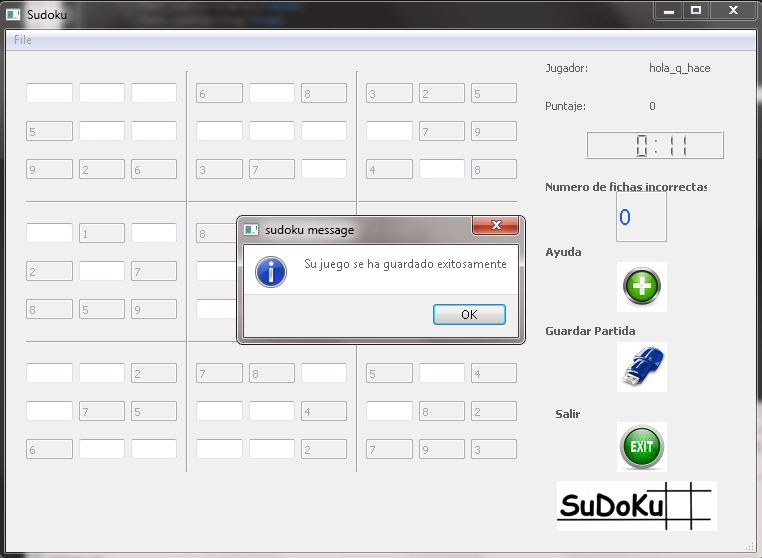 Sudoku
File
6 8 3 2 5
5 7 9
9 2 6 3 7 4 8
1 8
2 7
8 5 9
2 7 8 5 4
7 5 4 8 2
6 2 7 9 3
sudoku message
Su juego se ha guardado exitosamente
OK
Jugador: hola_q_hace
Puntaje: 0
0:11
Numero de fichas incorrectas
0
Ayuda
Guardar Partida
Salir
EXIT
SuDoKu